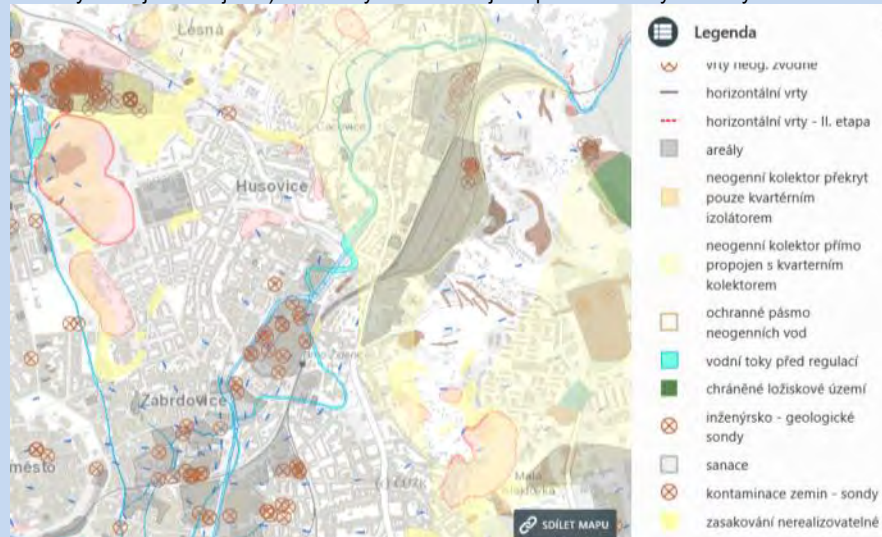 Lesná
Husovice
Zábrdovice
město
Malá
SDÍLET MAPU
Legenda
vrty neog. zvodně
horizontální vrty
horizontální vrty - II. etapa
areály
neogenní kolektor překryt
pouze kvartérním
izolátorem
neogenní kolektor přímo
propojen s kvarterním
kolektorem
ochranné pásmo
neogenních vod
vodní toky před regulací
chráněné ložiskové území
inženýrsko - geologické
sondy
sanace
kontaminace zemin - sondy
zasakování nerealizovatelné